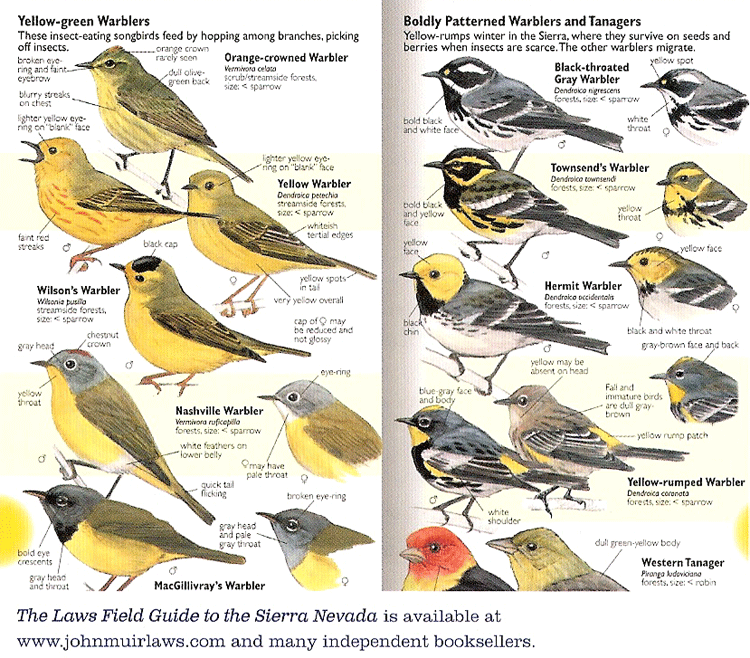 Yellow-green Warblers
These insect-eating songbirds feed by hopping among branches, picking
off insects.
orange crown
rarely seen
broken eye-
ring and faint
eyebrow
Orange-crowned Warbler
Vermivora celata
scrub/streamside forests,
size: < sparrow
dull olive-
green back
blurry streaks
on chest
lighter yellow eye-
ring on "blank" face
lighter yellow eye-
ring on "blank" face
Yellow Warbler
Dendroica petechia
streamside forests,
size: < sparrow
whiteish
tertial edges
faint red
streaks
♂
black cap
♀
yellow spots
in tail
very yellow overall
Wilson's Warbler
Wilsonia pusilla
streamside forests,
size: < sparrow
cap of ♀ may
be reduced and
not glossy
♂
gray head
chestnut
crown
yellow
throat
eye-ring
Nashville Warbler
Vermivora ruficapilla
forests, size: < sparrow
white feathers on
lower belly
♀ may have
pale throat
♂
quick tail
flicking
broken eye-ring
gray head
and pale
gray throat
bold eye
crescents
gray head
and throat
♂
♀
MacGillivray's Warbler
Boldly Patterned Warblers and Tanagers
Yellow-rumps winter in the Sierra, where they survive on seeds and
berries when insects are scarce. The other warblers migrate.
yellow spot
Black-throated
Gray Warbler
Dendroica nigrescens
forests, size: < sparrow
bold black
and white face
white
throat
♂
♀
Townsend's Warbler
Dendroica townsendi
forests, size: < sparrow
bold black
and yellow
face
yellow
throat
♂
♀
yellow
face
yellow face
Hermit Warbler
Dendroica occidentalis
forests, size: < sparrow
black
chin
♂
♀
black and white throat
gray-brown face and back
yellow may be
absent on head
blue-gray face
and body
Fall and
immature birds
are dull gray-
brown
♀
yellow rump patch
Yellow-rumped Warbler
Dendroica coronata
forests, size: < sparrow
♂
white
shoulder
dull green-yellow body
Western Tanager
Piranga ludoviciana
forests, size: < robin
♂
♀
The Laws Field Guide to the Sierra Nevada is available at
www.johnmuirlaws.com and many independent booksellers.